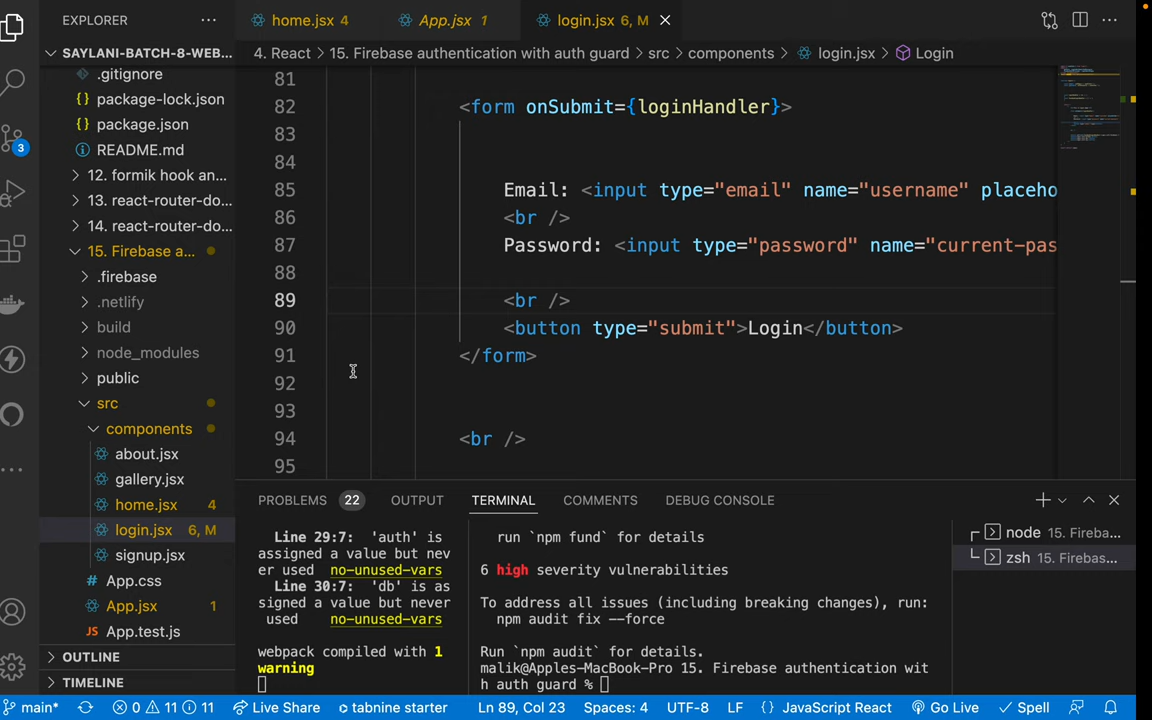 EXPLORER
SAYLANI-BATCH-8-WEB...
.gitignore
package-lock.json
package.json
README.md
12. formik hook an...
13. react-router-do...
14. react-router-do...
15. Firebase a...
.firebase
.netlify
build
node_modules
public
src
components
about.jsx
gallery.jsx
home.jsx 4
login.jsx 6, M
signup.jsx
App.css
App.jsx 1
App.test.js
OUTLINE
TIMELINE
3
home.jsx 4 App.jsx 1 login.jsx 6, M
4. React > 15. Firebase authentication with auth guard > src > components > login.jsx > Login
81
82 <form onSubmit={loginHandler}>
83
84
85 Email: <input type="email" name="username" placeho
86 <br />
87 Password: <input type="password" name="current-pas
88
89 <br />
90 <button type="submit">Login</button>
91 </form>
92
93
94 <br />
95
PROBLEMS 22 OUTPUT TERMINAL COMMENTS DEBUG CONSOLE
Line 29:7: 'auth' is
assigned a value but nev
er used no-unused-vars
Line 30:7: 'db' is as
signed a value but never
used no-unused-vars
webpack compiled with 1
warning
run `npm fund` for details
6 high severity vulnerabilities
To address all issues (including breaking changes), run:
npm audit fix --force
Run `npm audit` for details.
malik@Apples-MacBook-Pro 15. Firebase authentication wit
h auth guard %
node 15. Fireba...
zsh 15. Firebas...
main* 0 11 11 Live Share tabnine starter Ln 89, Col 23 Spaces: 4 UTF-8 LF {} JavaScript React Go Live Spell